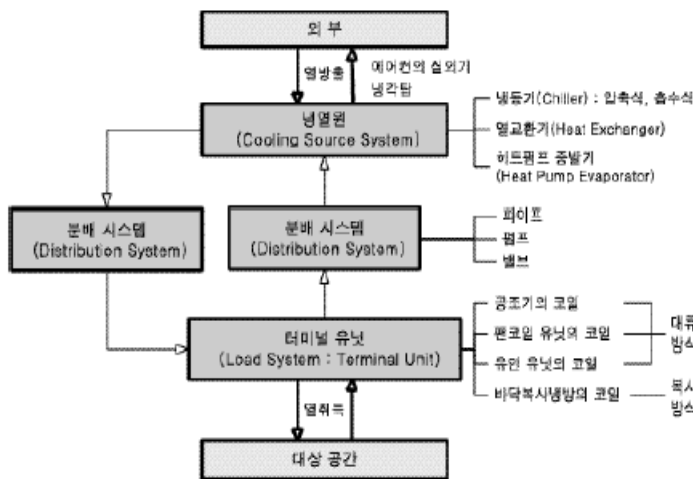 외 부
열방출
에어컨의 실외기
냉각탑
냉열원
(Cooling Source System)
냉동기(Chiller) : 압축식, 흡수식
열교환기(Heat Exchanger)
히트펌프 증발기
(Heat Pump Evaporator)
분배 시스템
(Distribution System)
분배 시스템
(Distribution System)
파이프
펌프
밸브
터미널 유닛
(Load System : Terminal Unit)
공조기의 코일
팬코일 유닛의 코일
유인 유닛의 코일
바닥복사냉방의 코일
대류
방식
복사
방식
열취득
대상 공간